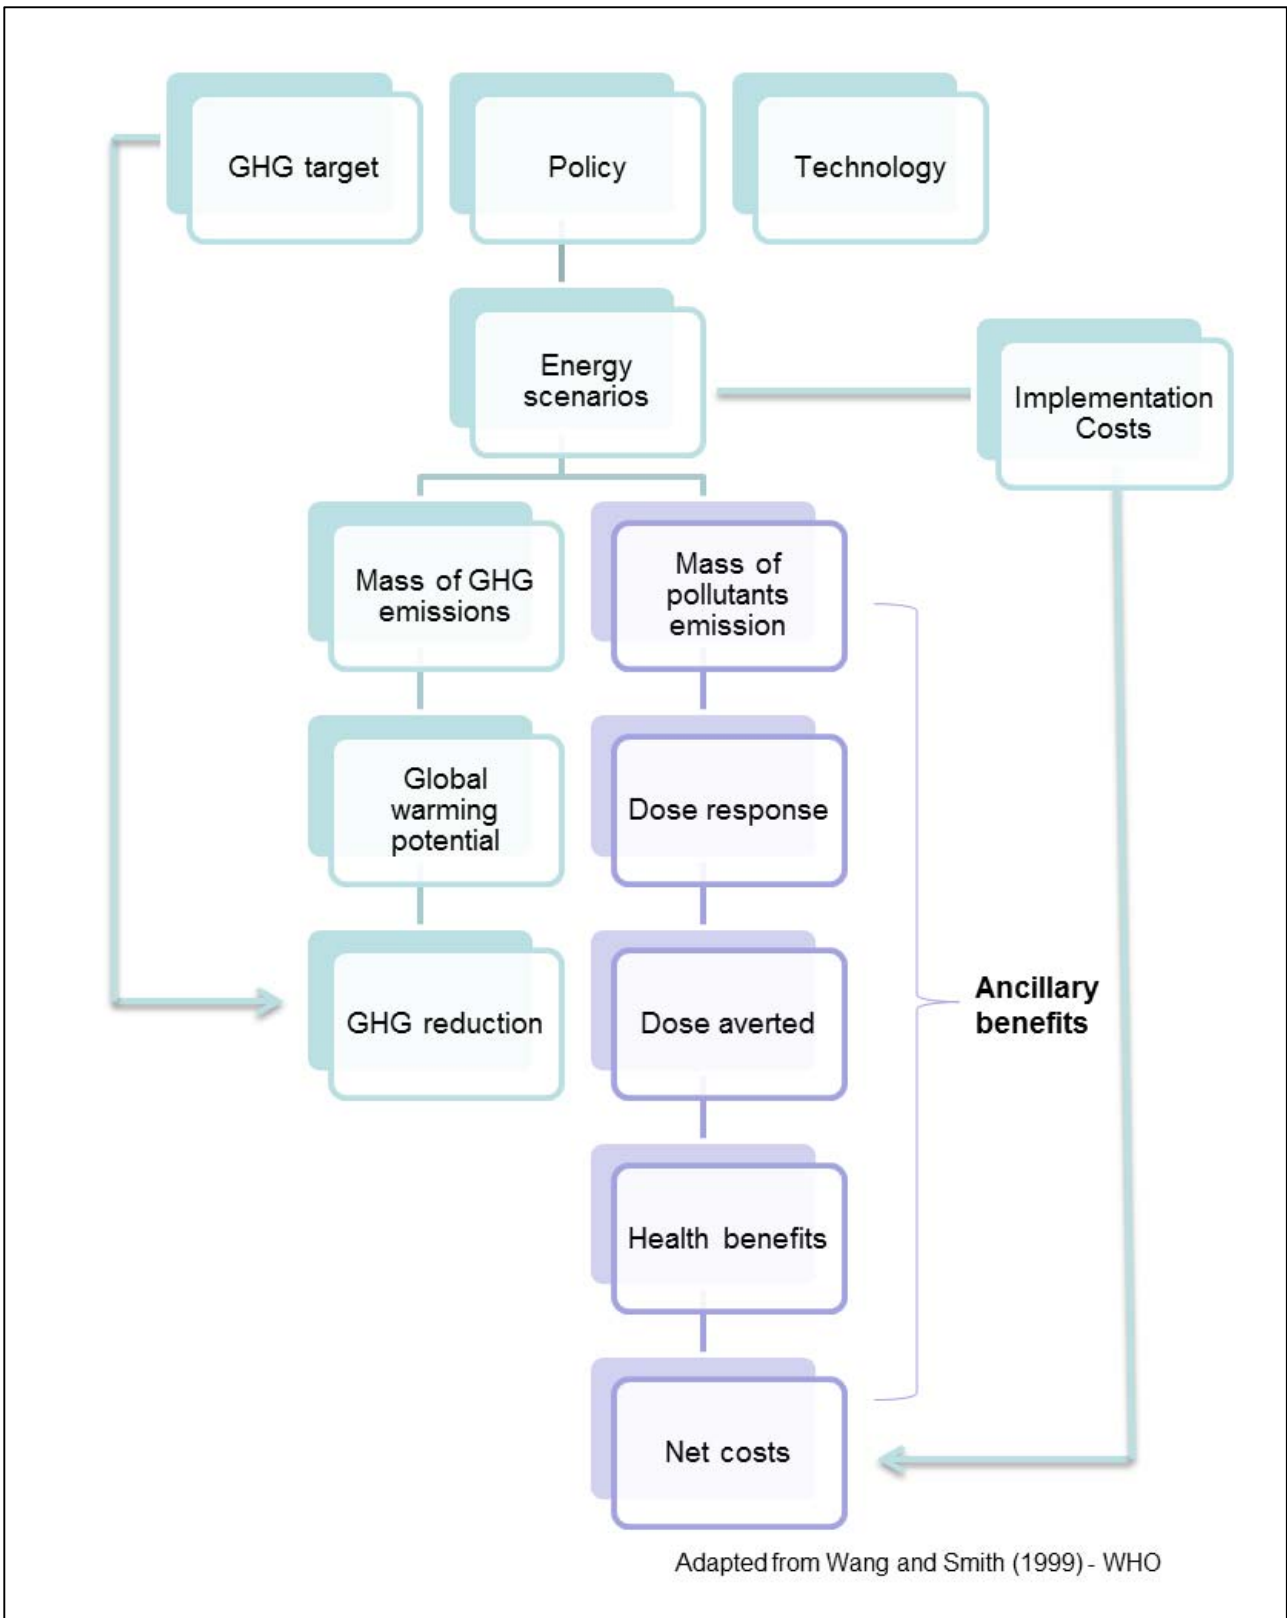 GHG target
Policy
Technology
Energy
scenarios
Implementation
Costs
Mass of GHG
emissions
Mass of
pollutants
emission
Global
warming
potential
Dose response
GHG reduction
Dose averted
Ancillary
benefits
Health benefits
Net costs
Adapted from Wang and Smith (1999) - WHO